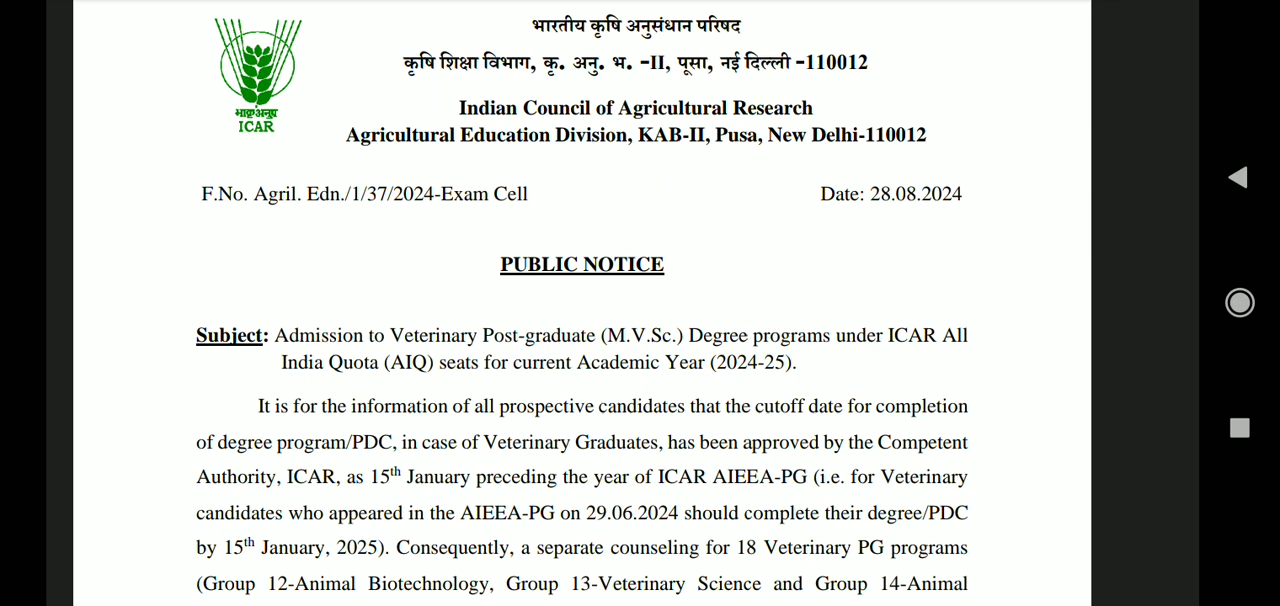 भारतीय कृषि अनुसंधान परिषद
कृषि शिक्षा विभाग, कृ. अनु. भ. -II, पूसा, नई दिल्ली -110012
भाकृअनुप
ICAR
Indian Council of Agricultural Research
Agricultural Education Division, KAB-II, Pusa, New Delhi-110012
F.No. Agril. Edn./1/37/2024-Exam Cell Date: 28.08.2024
PUBLIC NOTICE
Subject: Admission to Veterinary Post-graduate (M.V.Sc.) Degree programs under ICAR All
India Quota (AIQ) seats for current Academic Year (2024-25).
It is for the information of all prospective candidates that the cutoff date for completion
of degree program/PDC, in case of Veterinary Graduates, has been approved by the Competent
Authority, ICAR, as 15th January preceding the year of ICAR AIEEA-PG (i.e. for Veterinary
candidates who appeared in the AIEEA-PG on 29.06.2024 should complete their degree/PDC
by 15th January, 2025). Consequently, a separate counseling for 18 Veterinary PG programs
(Group 12-Animal Biotechnology, Group 13-Veterinary Science and Group 14-Animal